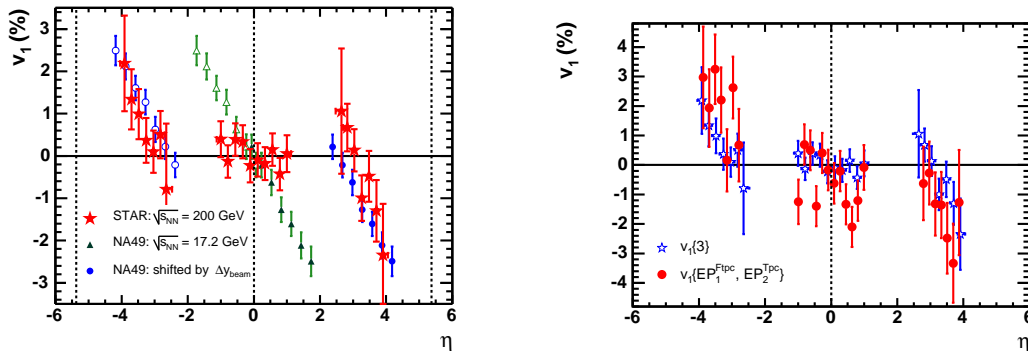 v1 (%)
3
2
1
0
-1
-2
-3
STAR: √sNN = 200 GeV
NA49: √sNN = 17.2 GeV
NA49: shifted by Δybeam
-6 -4 -2 0 2 4 6
η
v1 (%)
4
3
2
1
0
-1
-2
-3
-4
v1{3}
v1{EP1Ftpc, EP2Tpc}
-6 -4 -2 0 2 4 6
η